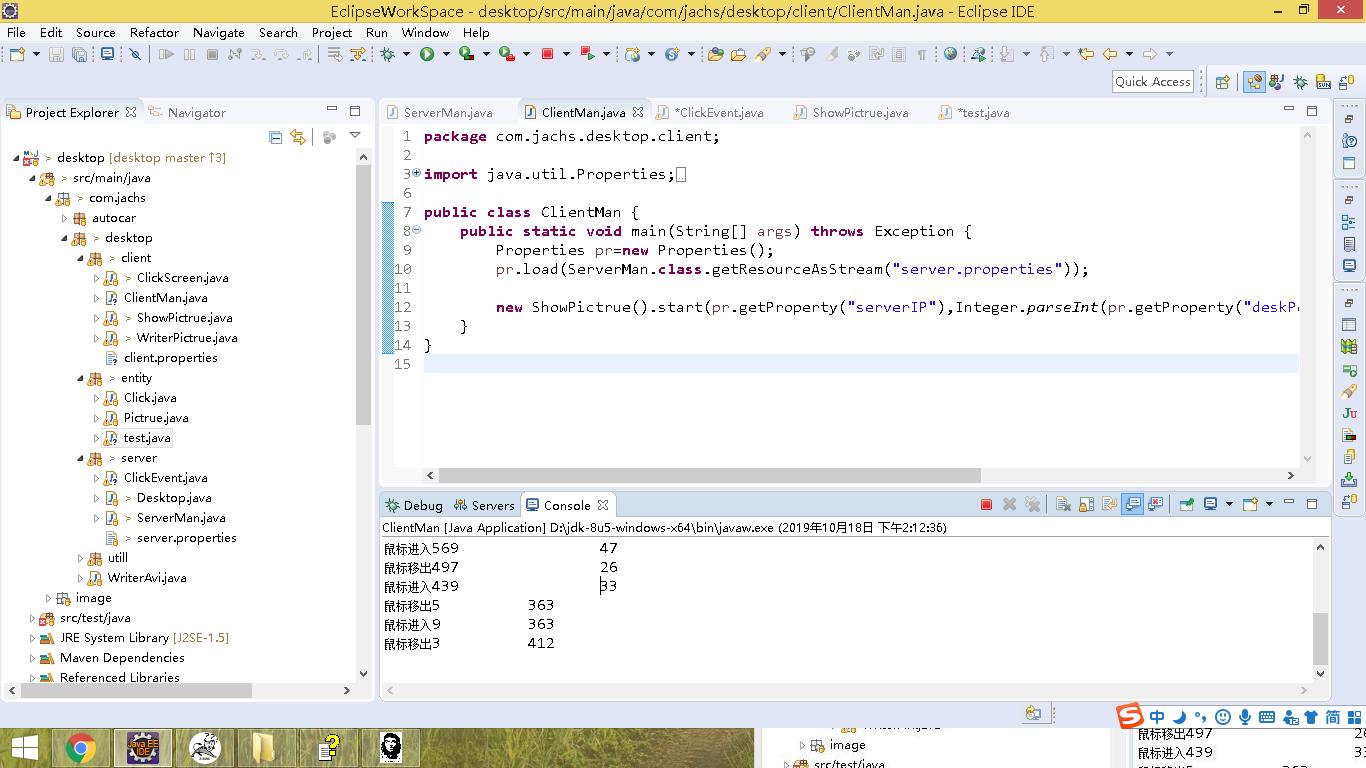 EclipseWorkSpace - desktop/src/main/java/com/jachs/desktop/client/ClientMan.java - Eclipse IDE
File Edit Source Refactor Navigate Search Project Run Window Help
Quick Access
Project Explorer Navigator
> desktop [desktop master ↑3]
> src/main/java
> com.jachs
autocar
> desktop
> client
> ClickScreen.java
ClientMan.java
> ShowPictrue.java
> WriterPictrue.java
client.properties
> entity
Click.java
Pictrue.java
test.java
> server
ClickEvent.java
> Desktop.java
> ServerMan.java
> server.properties
> utill
WriterAvi.java
image
src/test/java
JRE System Library [J2SE-1.5]
Maven Dependencies
Referenced Libraries
ServerMan.java ClientMan.java *ClickEvent.java ShowPictrue.java *test.java
1 package com.jachs.desktop.client;
2
3 import java.util.Properties;
6
7 public class ClientMan {
8 public static void main(String[] args) throws Exception {
9 Properties pr=new Properties();
10 pr.load(ServerMan.class.getResourceAsStream("server.properties"));
11
12 new ShowPictrue().start(pr.getProperty("serverIP"),Integer.parseInt(pr.getProperty("deskP
13 }
14 }
15
Debug Servers Console
ClientMan [Java Application] D:\jdk-8u5-windows-x64\bin\javaw.exe (2019年10月18日 下午2:12:36)
鼠标进入569 47
鼠标移出497 26
鼠标进入439 33
鼠标移出5 363
鼠标进入9 363
鼠标移出3 412
中 简
Java EE
IDE
image
src/test/java
鼠标移出497 26
鼠标进入439 33